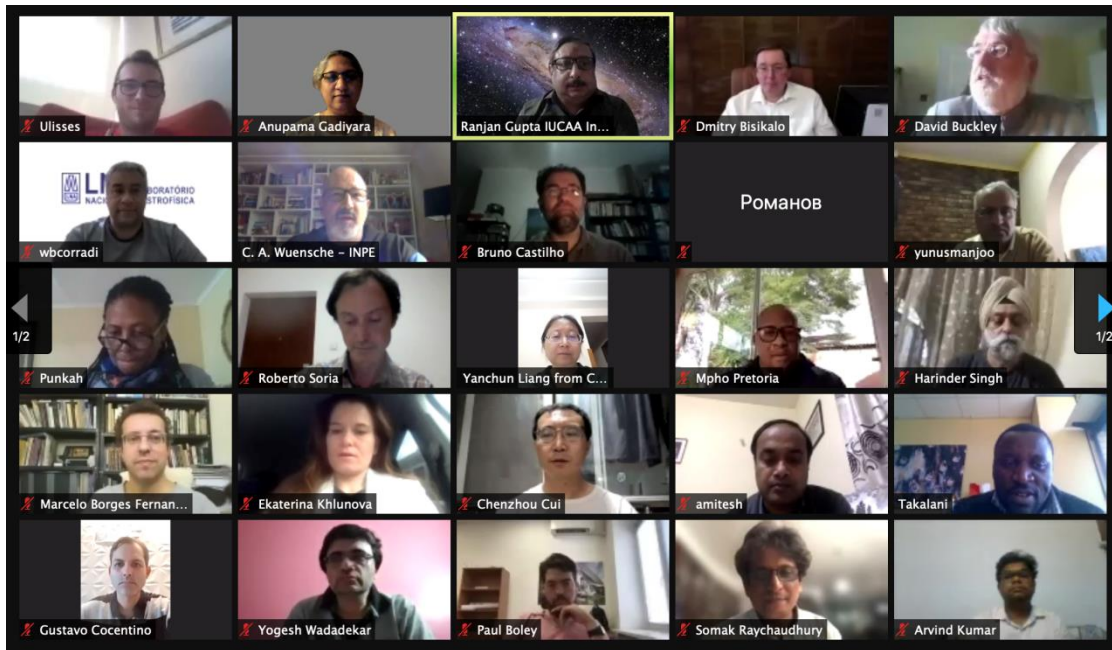 Ulisses
Anupama Gadiyara
Ranjan Gupta IUCAA In...
Dmitry Bisikalo
David Buckley
LN
LABORATÓRIO
NACIONAL
ASTROFÍSICA
wbcorradi
C. A. Wuensche – INPE
Bruno Castilho
Романов
yunusmanjoo
1/2
Punkah
Roberto Soria
Yanchun Liang from C...
Mpho Pretoria
Harinder Singh
1/2
Marcelo Borges Fernan...
Ekaterina Khlunova
Chenzhou Cui
amitesh
Takalani
Gustavo Cocentino
Yogesh Wadadekar
Paul Boley
Somak Raychaudhury
Arvind Kumar